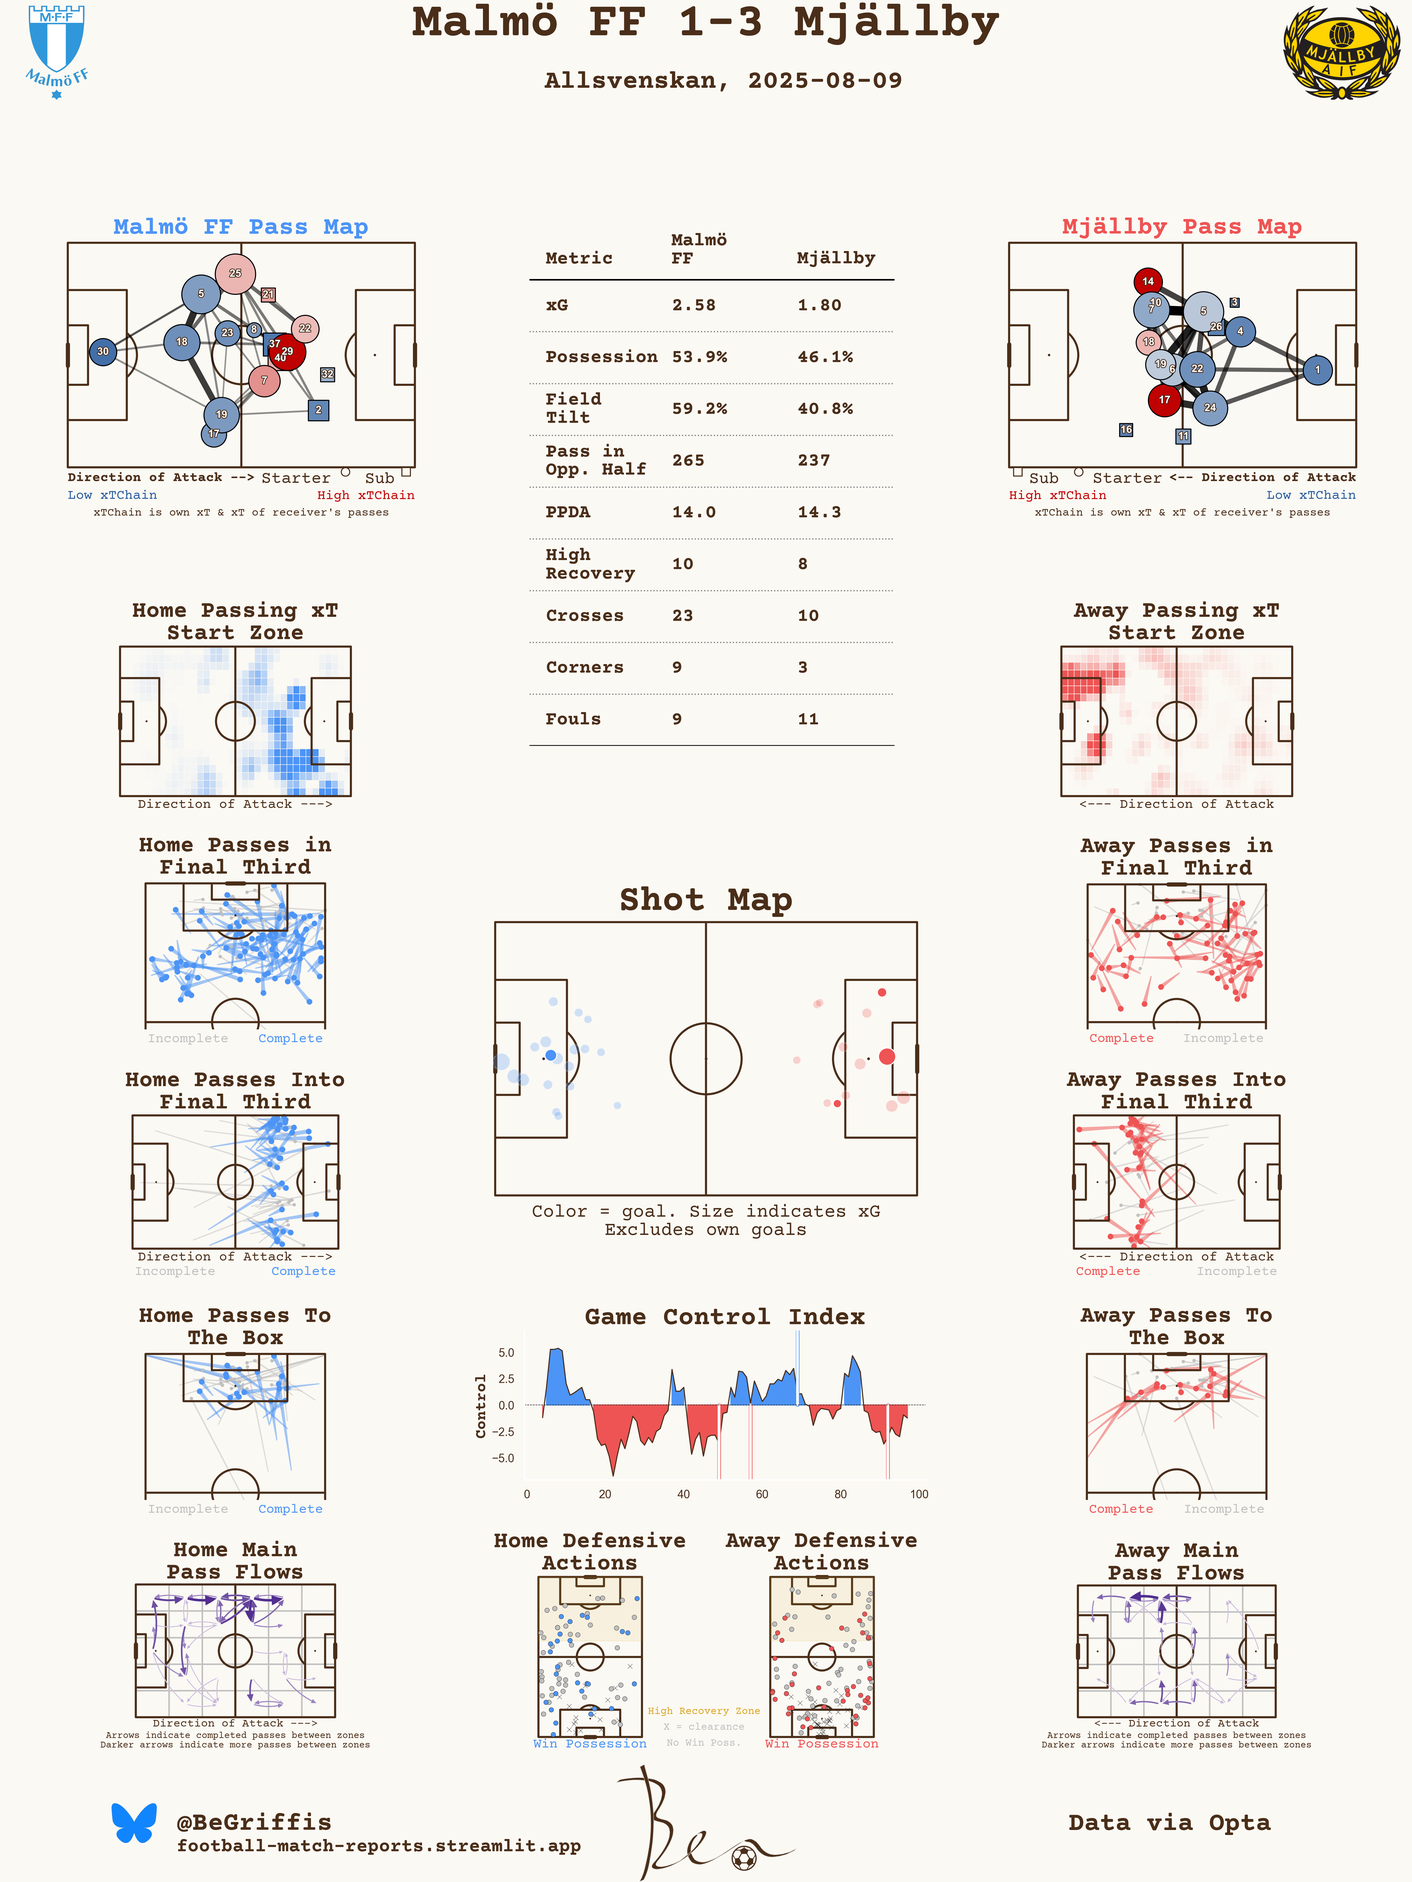 Malmö FF 1-3 Mjällby
Allsvenskan, 2025-08-09
M·F·F
Malmö FF
MJÄLLBY
A I F
Malmö FF Pass Map
25
5
21
8
22
23
18
37
29
40
30
7
32
19
2
17
Direction of Attack --> Starter Sub
Low xTChain High xTChain
xTChain is own xT & xT of receiver's passes
Metric Malmö FF Mjällby
xG 2.58 1.80
Possession 53.9% 46.1%
Field Tilt 59.2% 40.8%
Pass in Opp. Half 265 237
PPDA 14.0 14.3
High Recovery 10 8
Crosses 23 10
Corners 9 3
Fouls 9 11
Mjällby Pass Map
14
10
7
5
3
26
4
18
19
6
22
1
17
24
16
11
Sub Starter <-- Direction of Attack
High xTChain Low xTChain
xTChain is own xT & xT of receiver's passes
Home Passing xT
Start Zone
Direction of Attack --->
Away Passing xT
Start Zone
<--- Direction of Attack
Home Passes in
Final Third
Incomplete Complete
Shot Map
Color = goal. Size indicates xG
Excludes own goals
Away Passes in
Final Third
Complete Incomplete
Home Passes Into
Final Third
Direction of Attack --->
Incomplete Complete
Away Passes Into
Final Third
<--- Direction of Attack
Complete Incomplete
Home Passes To
The Box
Incomplete Complete
Game Control Index
Control
5.0
2.5
0.0
−2.5
−5.0
0 20 40 60 80 100
Away Passes To
The Box
Complete Incomplete
Home Main
Pass Flows
Direction of Attack --->
Arrows indicate completed passes between zones
Darker arrows indicate more passes between zones
Home Defensive
Actions
Win Possession
High Recovery Zone
X = clearance
No Win Poss.
Away Defensive
Actions
Win Possession
Away Main
Pass Flows
<--- Direction of Attack
Arrows indicate completed passes between zones
Darker arrows indicate more passes between zones
@BeGriffis
football-match-reports.streamlit.app
Ben
Data via Opta